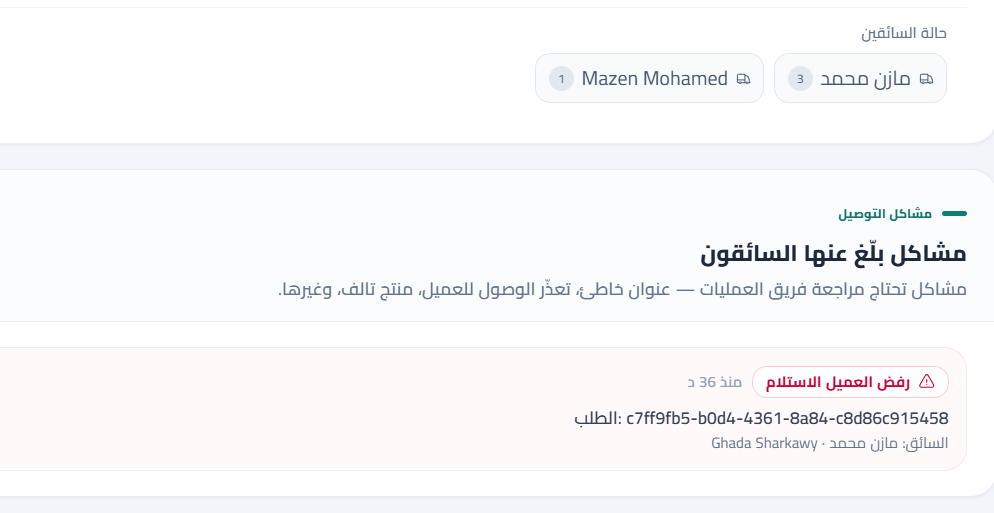 حالة السائقين
مازن محمد 3 Mazen Mohamed 1
مشاكل التوصيل
مشاكل بلّغ عنها السائقون
مشاكل تحتاج مراجعة فريق العمليات — عنوان خاطئ، تعذّر الوصول للعميل، منتج تالف، وغيرها.
رفض العميل الاستلام منذ 36 د
c7ff9fb5-b0d4-4361-8a84-c8d86c915458 :الطلب
السائق: مازن محمد · Ghada Sharkawy